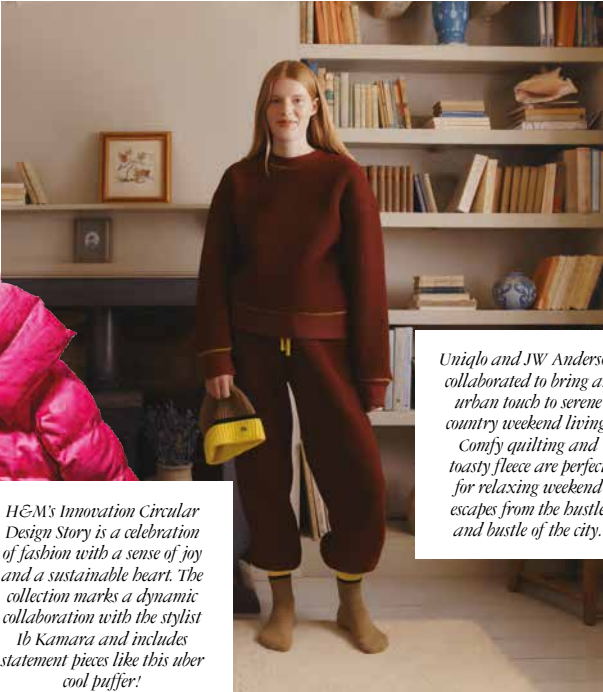 Uniqlo and JW
collaborated to bring
urban touch to serene
country weekend living
Comfy quilting and
toasty fleece are perfect
for relaxing weekend
escapes from the hustle
and bustle of the city.
H&M's Innovation Circular
Design Story is a celebration
of fashion with a sense of joy
and a sustainable heart. The
collection marks a dynamic
collaboration with the stylist
Ib Kamara and includes
statement pieces like this uber
cool puffer!